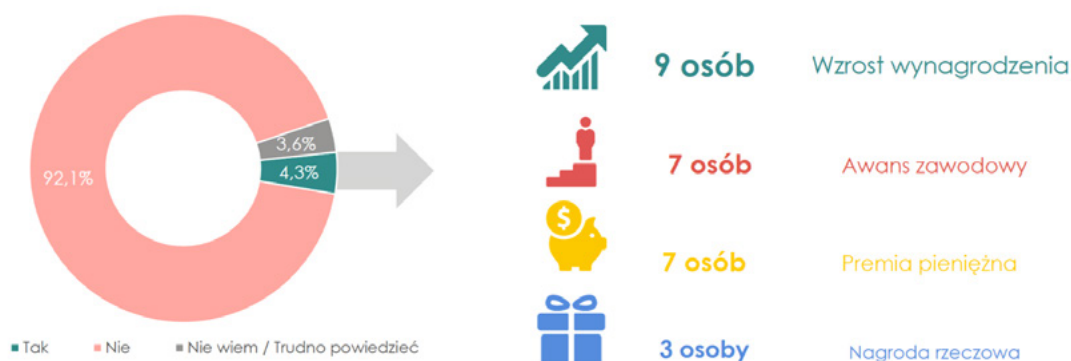 92,1%
3,6%
4,3%
Tak Nie Nie wiem / Trudno powiedzieć
9 osób Wzrost wynagrodzenia
7 osób Awans zawodowy
$
7 osób Premia pieniężna
3 osoby Nagroda rzeczowa